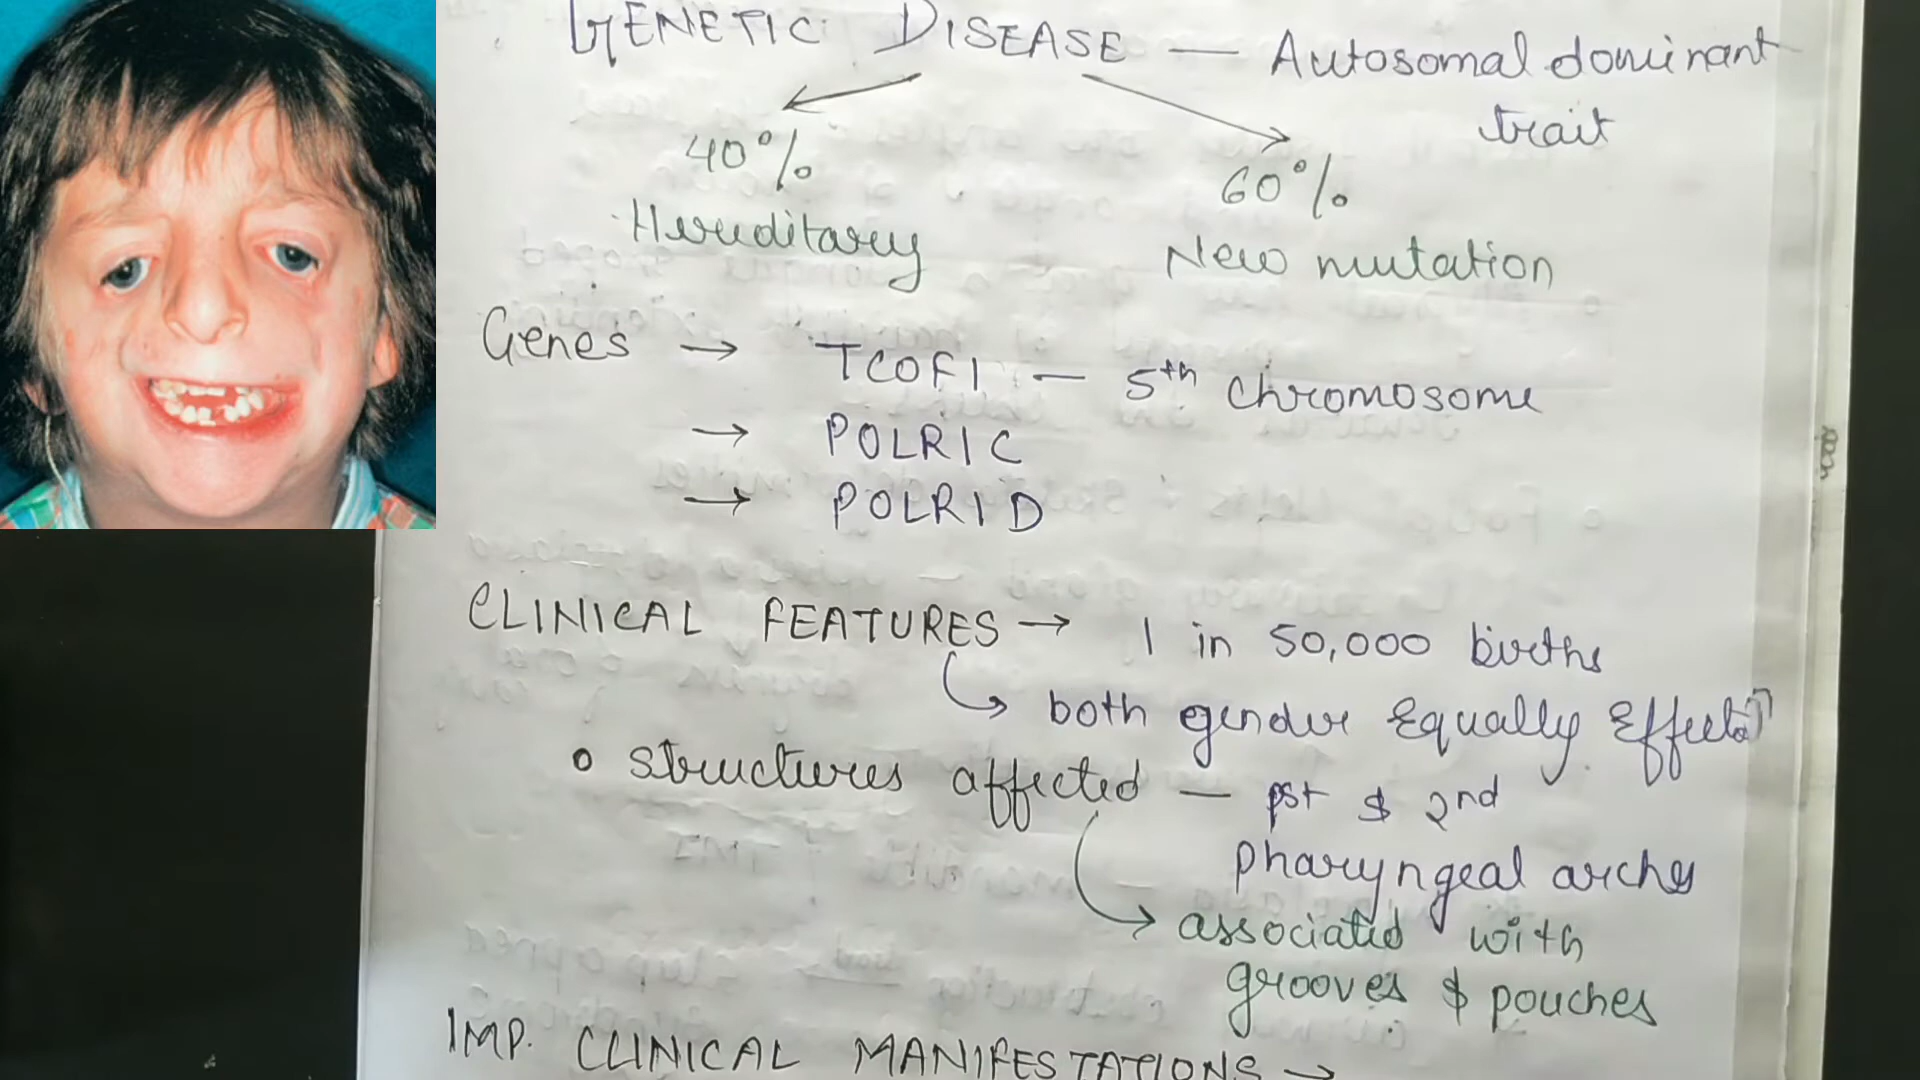 GENETIC DISEASE — Autosomal dominant
trait
40%
60%
Hereditary
New mutation
Genes → TCOF1 — 5th chromosome
→ POLR1C
→ POLR1D
CLINICAL FEATURES → 1 in 50,000 births
both gender Equally Effected
• structures affected — Ist & 2nd
pharyngeal arches
→ associated with
grooves & pouches
IMP. CLINICAL MANIFESTATIONS →